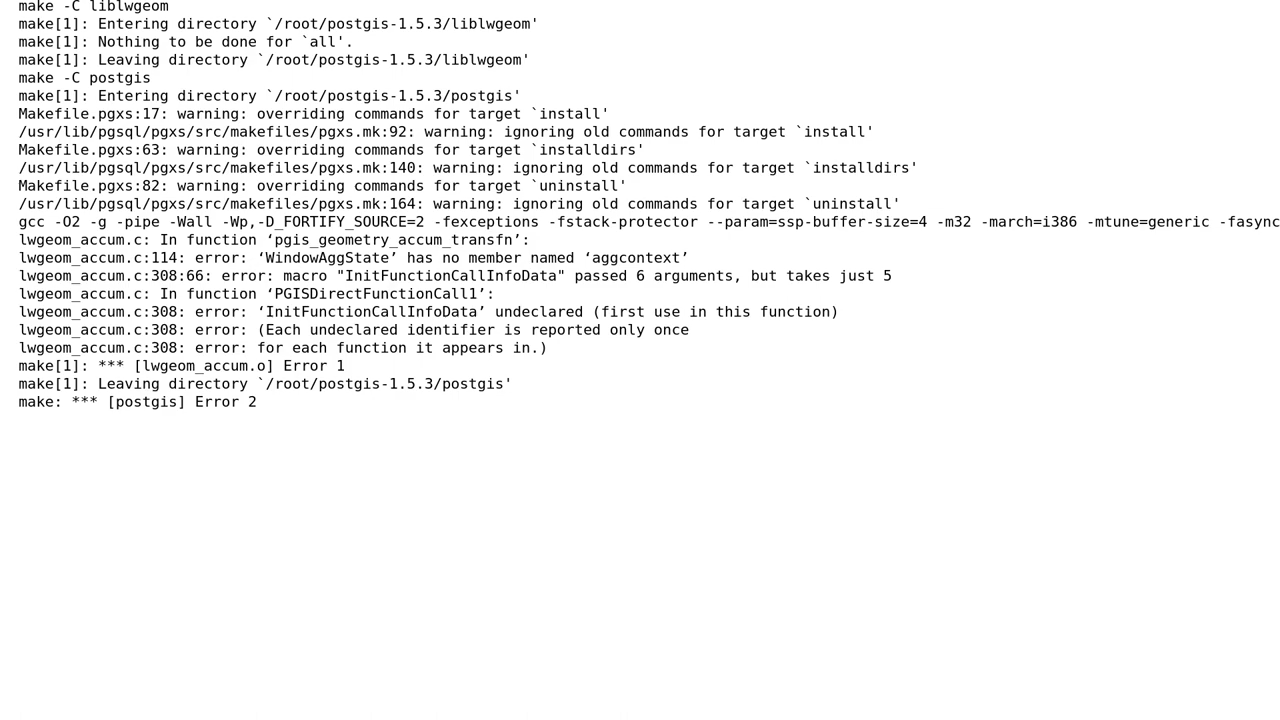 make -C liblwgeom
make[1]: Entering directory `/root/postgis-1.5.3/liblwgeom'
make[1]: Nothing to be done for `all'.
make[1]: Leaving directory `/root/postgis-1.5.3/liblwgeom'
make -C postgis
make[1]: Entering directory `/root/postgis-1.5.3/postgis'
Makefile.pgxs:17: warning: overriding commands for target `install'
/usr/lib/pgsql/pgxs/src/makefiles/pgxs.mk:92: warning: ignoring old commands for target `install'
Makefile.pgxs:63: warning: overriding commands for target `installdirs'
/usr/lib/pgsql/pgxs/src/makefiles/pgxs.mk:140: warning: ignoring old commands for target `installdirs'
Makefile.pgxs:82: warning: overriding commands for target `uninstall'
/usr/lib/pgsql/pgxs/src/makefiles/pgxs.mk:164: warning: ignoring old commands for target `uninstall'
gcc -O2 -g -pipe -Wall -Wp,-D_FORTIFY_SOURCE=2 -fexceptions -fstack-protector --param=ssp-buffer-size=4 -m32 -march=i386 -mtune=generic -fasync
lwgeom_accum.c: In function ‘pgis_geometry_accum_transfn’:
lwgeom_accum.c:114: error: ‘WindowAggState’ has no member named ‘aggcontext’
lwgeom_accum.c:308:66: error: macro "InitFunctionCallInfoData" passed 6 arguments, but takes just 5
lwgeom_accum.c: In function ‘PGISDirectFunctionCall1’:
lwgeom_accum.c:308: error: ‘InitFunctionCallInfoData’ undeclared (first use in this function)
lwgeom_accum.c:308: error: (Each undeclared identifier is reported only once
lwgeom_accum.c:308: error: for each function it appears in.)
make[1]: *** [lwgeom_accum.o] Error 1
make[1]: Leaving directory `/root/postgis-1.5.3/postgis'
make: *** [postgis] Error 2